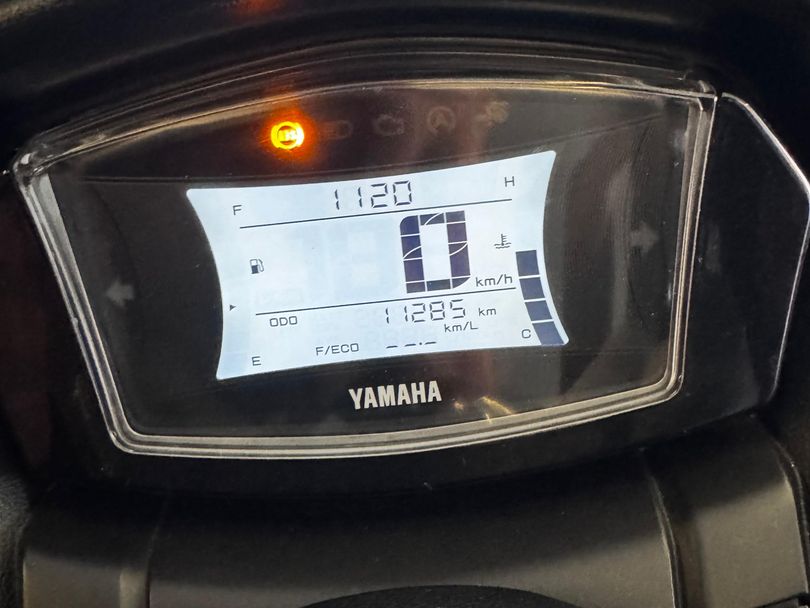 F 1120 H
0 km/h
ODO 11285 km
km/L
E F/ECO --.- C
YAMAHA